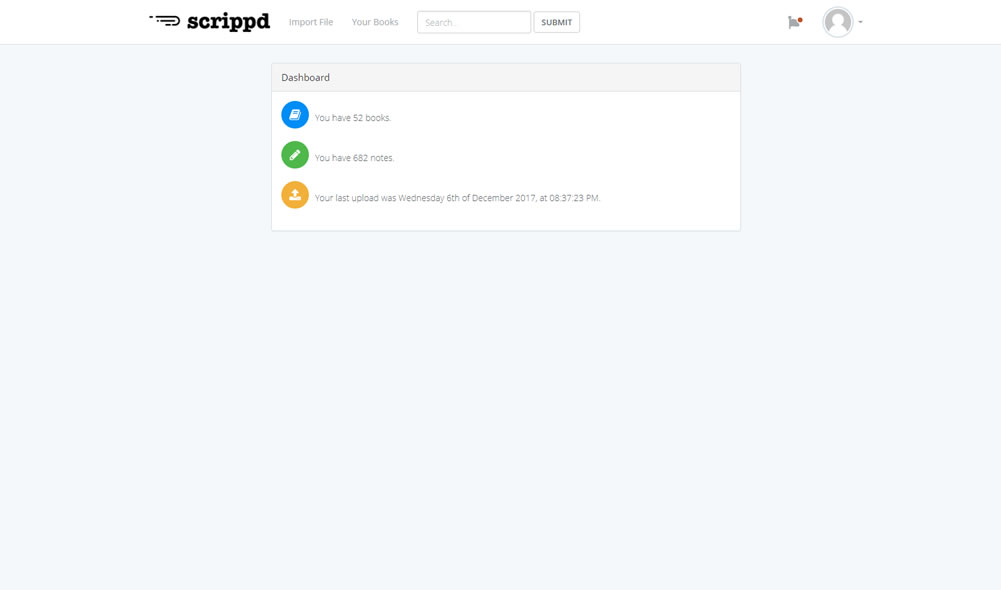 scrippd Import File Your Books Search... SUBMIT
Dashboard
You have 52 books.
You have 682 notes.
Your last upload was Wednesday 6th of December 2017, at 08:37:23 PM.